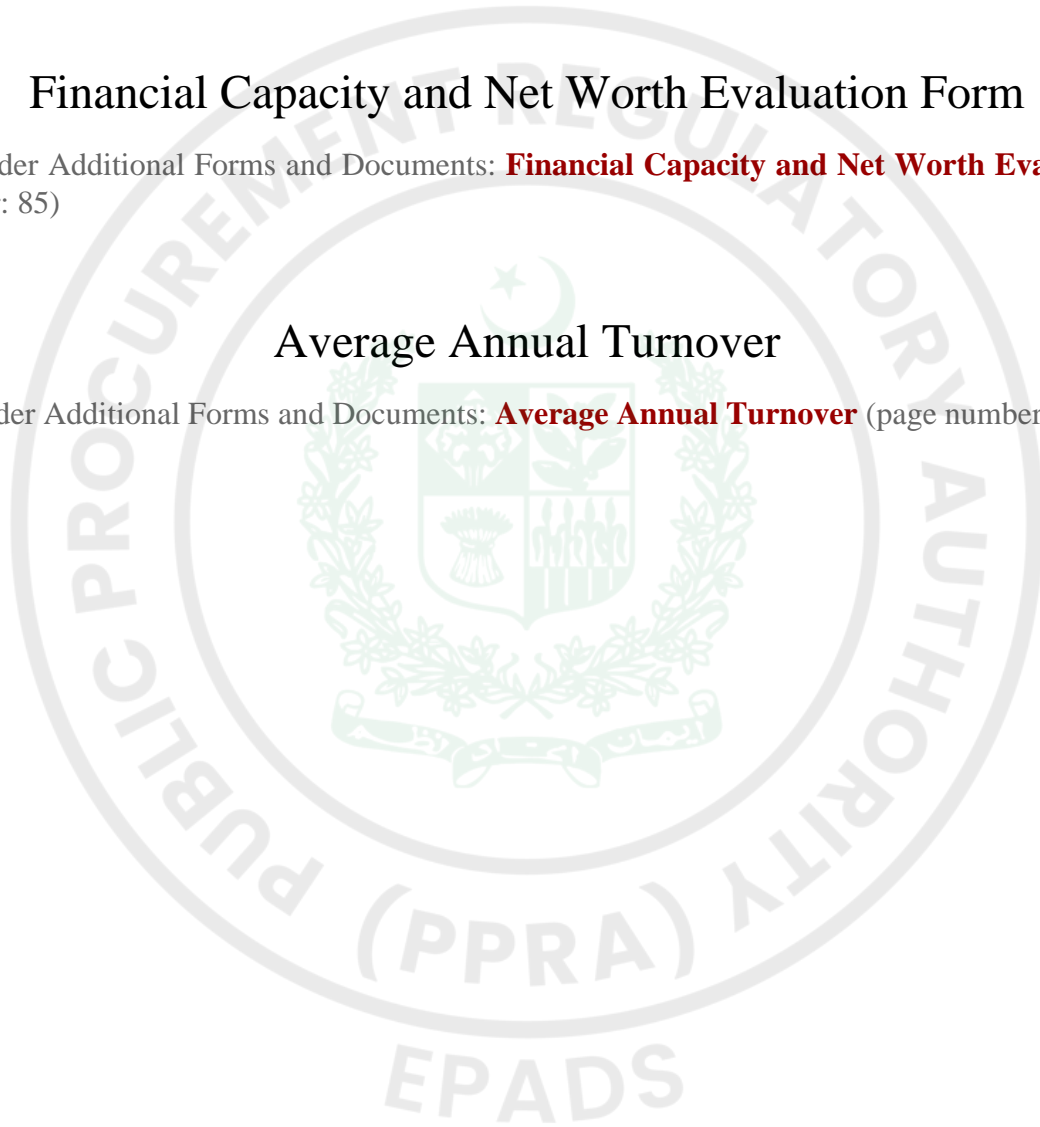 Financial Capacity and Net Worth Evaluation Form
der Additional Forms and Documents: Financial Capacity and Net Worth Eva
: 85)
Average Annual Turnover
der Additional Forms and Documents: Average Annual Turnover (page number
PUBLIC PROCUREMENT REGULATORY AUTHORITY
(PPRA)
EPADS